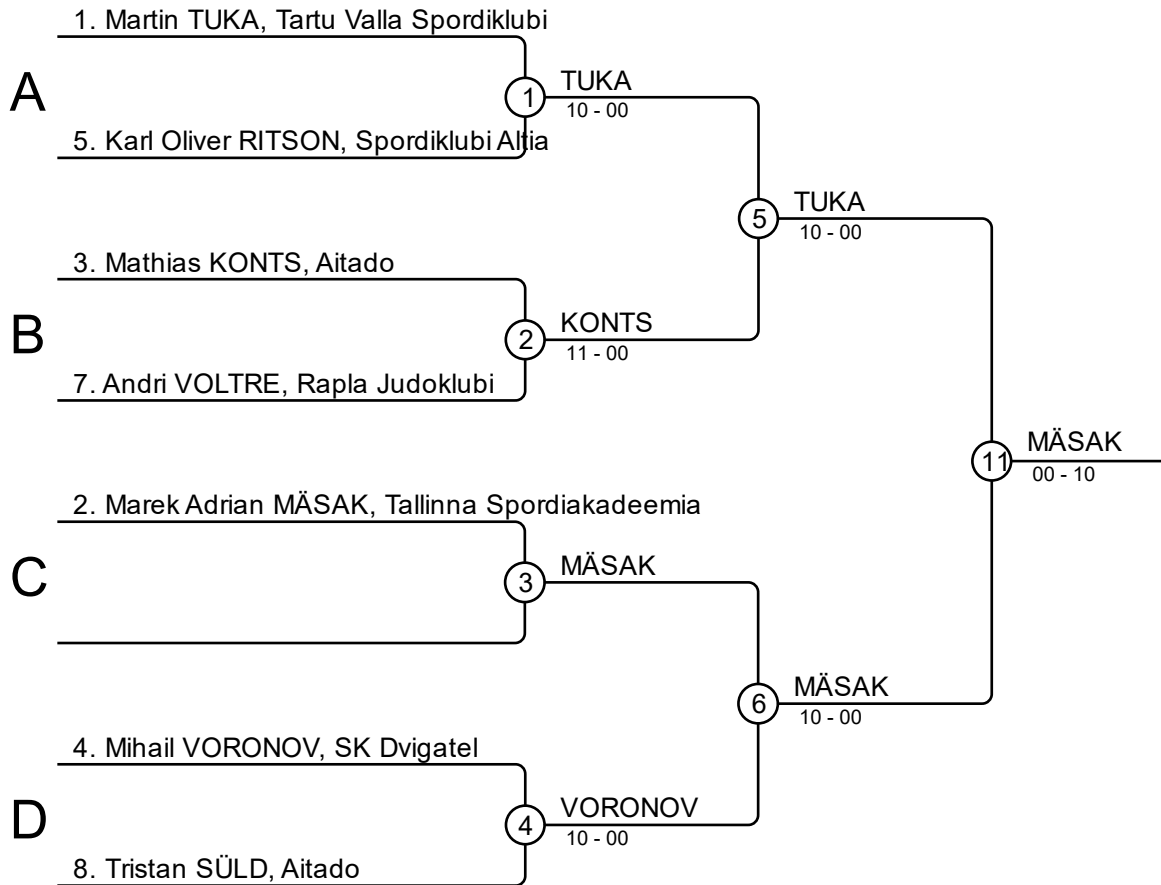 1. Martin TUKA, Tartu Valla Spordiklubi
A
1
TUKA
10 - 00
5. Karl Oliver RITSON, Spordiklubi Altia
5
TUKA
10 - 00
3. Mathias KONTS, Aitado
B
2
KONTS
11 - 00
7. Andri VOLTRE, Rapla Judoklubi
11
MÄSAK
00 - 10
2. Marek Adrian MÄSAK, Tallinna Spordiakadeemia
C
3
MÄSAK
6
MÄSAK
10 - 00
4. Mihail VORONOV, SK Dvigatel
D
4
VORONOV
10 - 00
8. Tristan SÜLD, Aitado